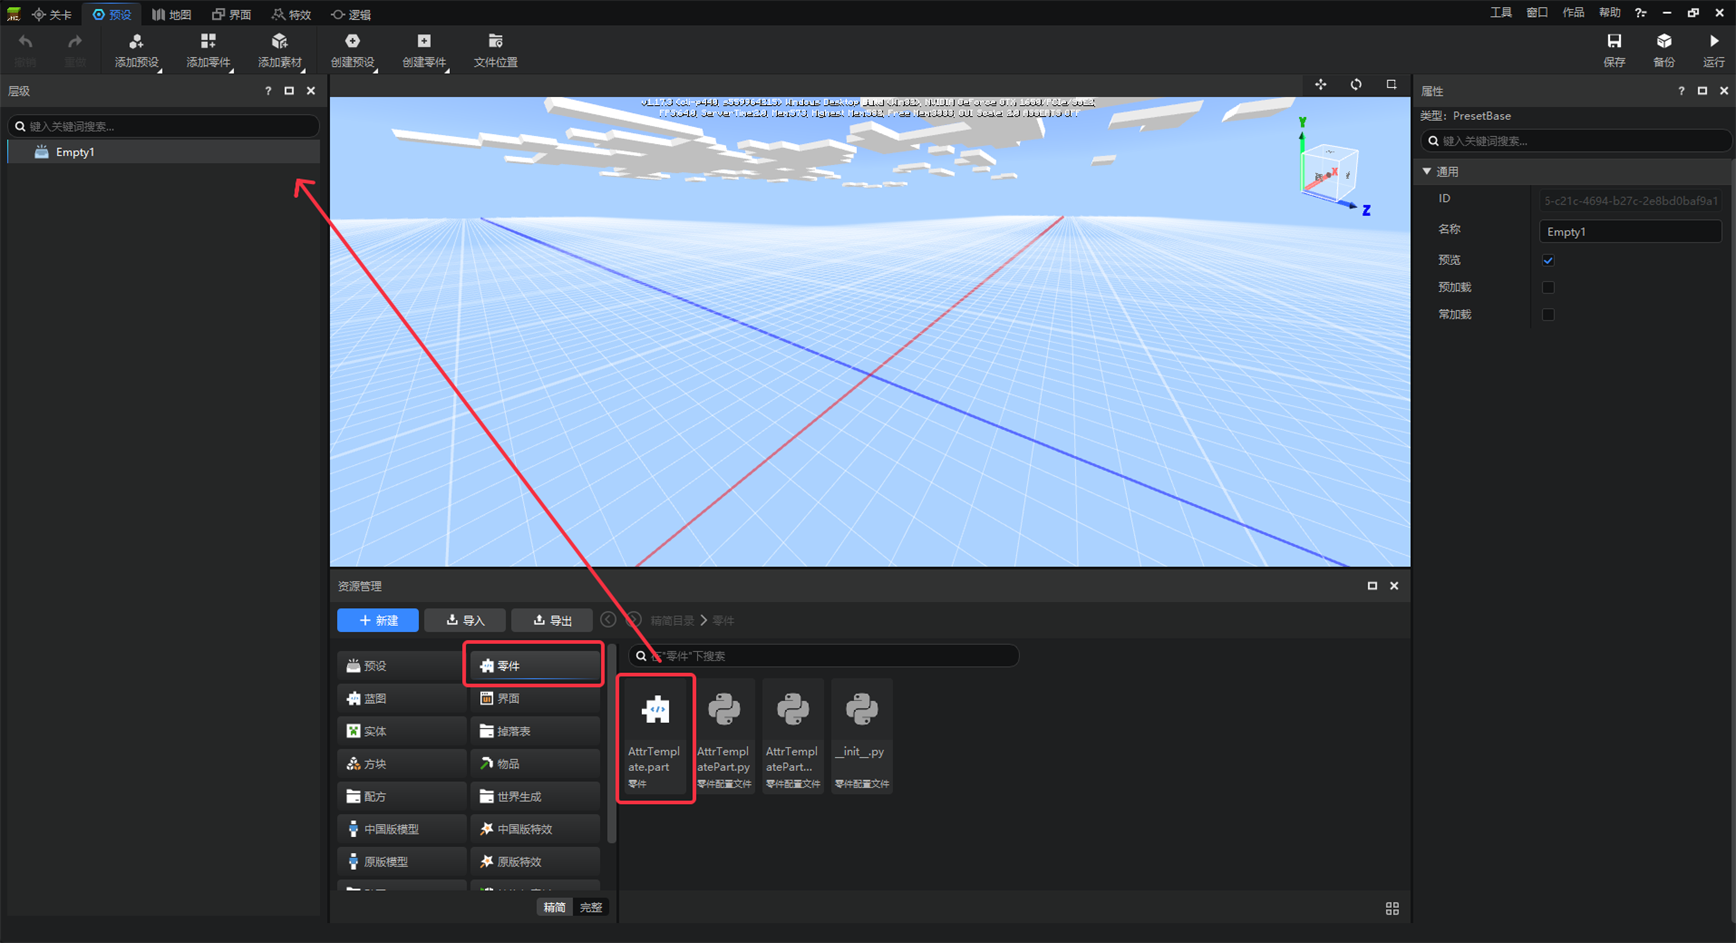 关卡 预设 地图 界面 特效 逻辑 工具 窗口 作品 帮助
撤销 重做 添加预设 添加零件 添加素材 创建预设 创建零件 文件位置 保存 备份 运行
层级
键入关键词搜索...
Empty1
属性
类型: PresetBase
键入关键词搜索...
通用
ID 5-c21c-4694-b27c-2e8bd0baf9a1
名称 Empty1
预览
预加载
常加载
Y
X
Z
资源管理
新建 导入 导出 精简目录 零件
在"零件"下搜索
预设 零件
蓝图 界面
实体 掉落表
方块 物品
配方 世界生成
中国版模型 中国版特效
原版模型 原版特效
精简 完整
AttrTempl
ate.part
零件
AttrTempl
atePart.py
零件配置文件
AttrTempl
atePart...
零件配置文件
__init__.py
零件配置文件